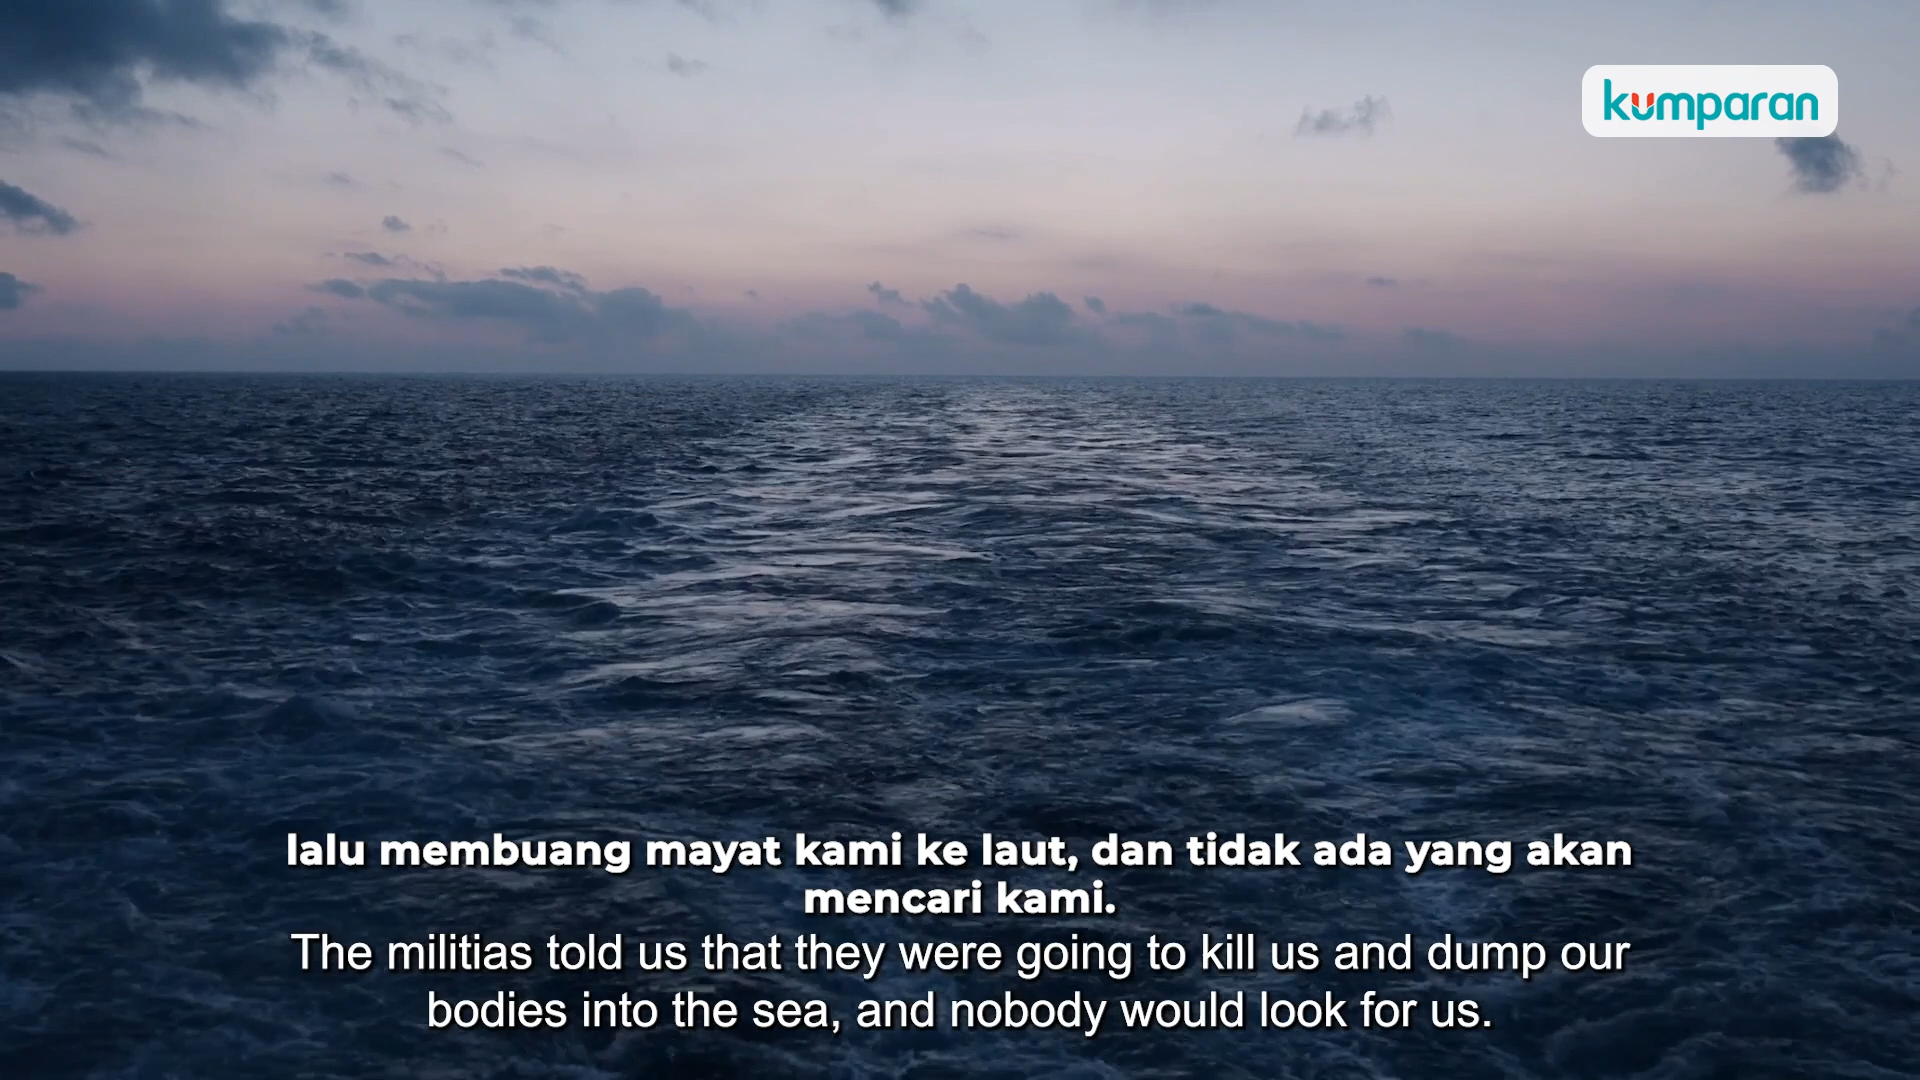 kumparan
lalu membuang mayat kami ke laut, dan tidak ada yang akan
mencari kami.
The militias told us that they were going to kill us and dump our
bodies into the sea, and nobody would look for us.